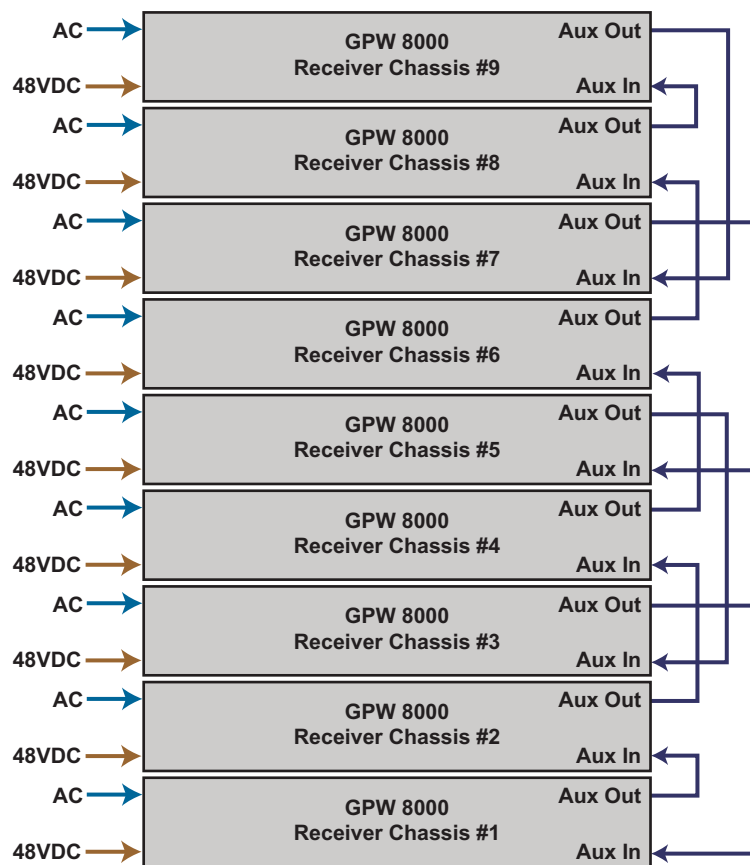 AC
GPW 8000
Aux Out
Receiver Chassis #9
48VDC
Aux In
AC
GPW 8000
Aux Out
Receiver Chassis #8
48VDC
Aux In
AC
GPW 8000
Aux Out
Receiver Chassis #7
48VDC
Aux In
AC
GPW 8000
Aux Out
Receiver Chassis #6
48VDC
Aux In
AC
GPW 8000
Aux Out
Receiver Chassis #5
48VDC
Aux In
AC
GPW 8000
Aux Out
Receiver Chassis #4
48VDC
Aux In
AC
GPW 8000
Aux Out
Receiver Chassis #3
48VDC
Aux In
AC
GPW 8000
Aux Out
Receiver Chassis #2
48VDC
Aux In
AC
GPW 8000
Aux Out
Receiver Chassis #1
48VDC
Aux In